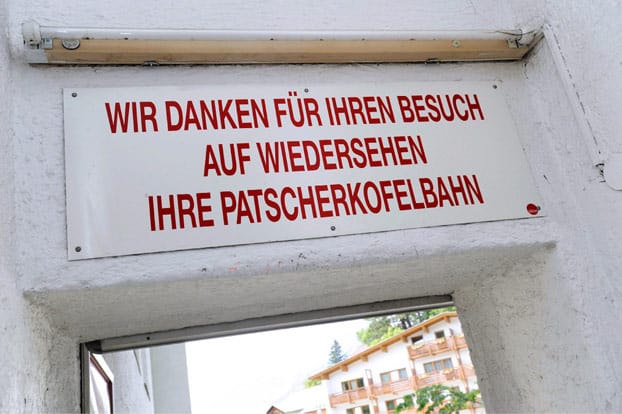 WIR DANKEN FÜR IHREN BESUCH
AUF WIEDERSEHEN
IHRE PATSCHERKOFELBAHN